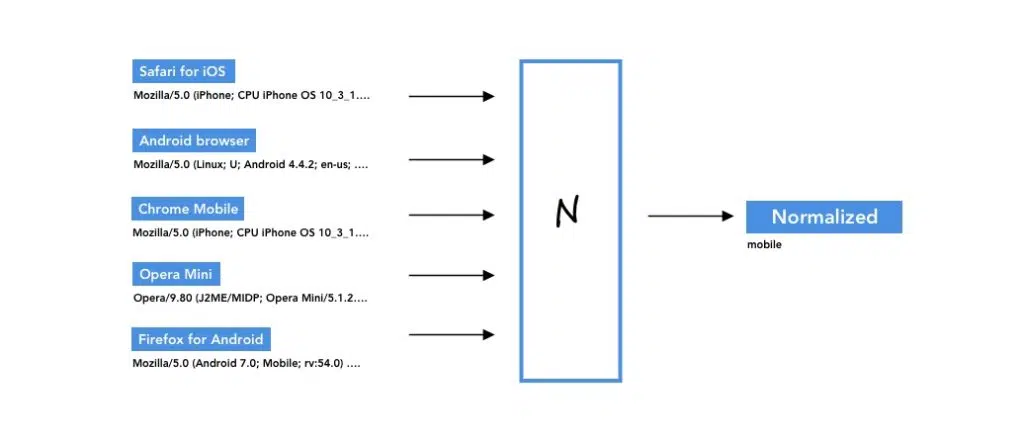 Safari for iOS
Mozilla/5.0 (iPhone; CPU iPhone OS 10_3_1....
Android browser
Mozilla/5.0 (Linux; U; Android 4.4.2; en-us; ....
Chrome Mobile
Mozilla/5.0 (iPhone; CPU iPhone OS 10_3_1....
Opera Mini
Opera/9.80 (J2ME/MIDP; Opera Mini/5.1.2....
Firefox for Android
Mozilla/5.0 (Android 7.0; Mobile; rv:54.0) ....
N
Normalized
mobile